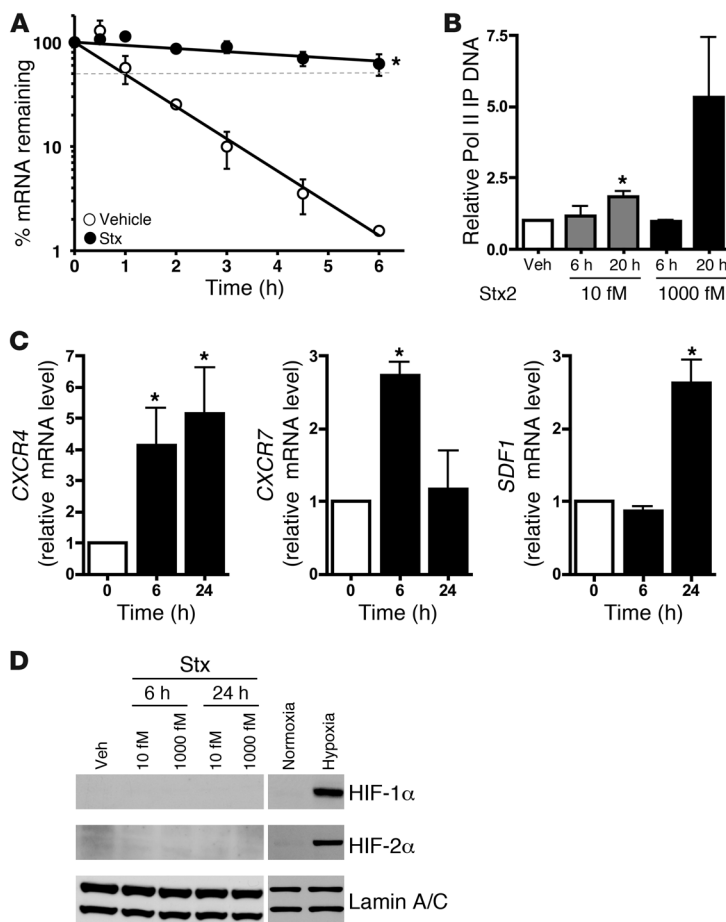 A
% mRNA remaining
100
10
1
Vehicle
Stx
*
0 1 2 3 4 5 6
Time (h)
B
Relative Pol II IP DNA
7.5
5.0
2.5
0.0
*
Veh 6 h 20 h 6 h 20 h
Stx2 10 fM 1000 fM
C
CXCR4
(relative mRNA level)
7
6
5
4
3
2
1
0
* *
0 6 24
Time (h)
CXCR7
(relative mRNA level)
3
2
1
0
*
0 6 24
Time (h)
SDF1
(relative mRNA level)
3
2
1
0
*
0 6 24
Time (h)
D
Stx
6 h 24 h
Veh 10 fM 1000 fM 10 fM 1000 fM Normoxia Hypoxia
HIF-1α
HIF-2α
Lamin A/C